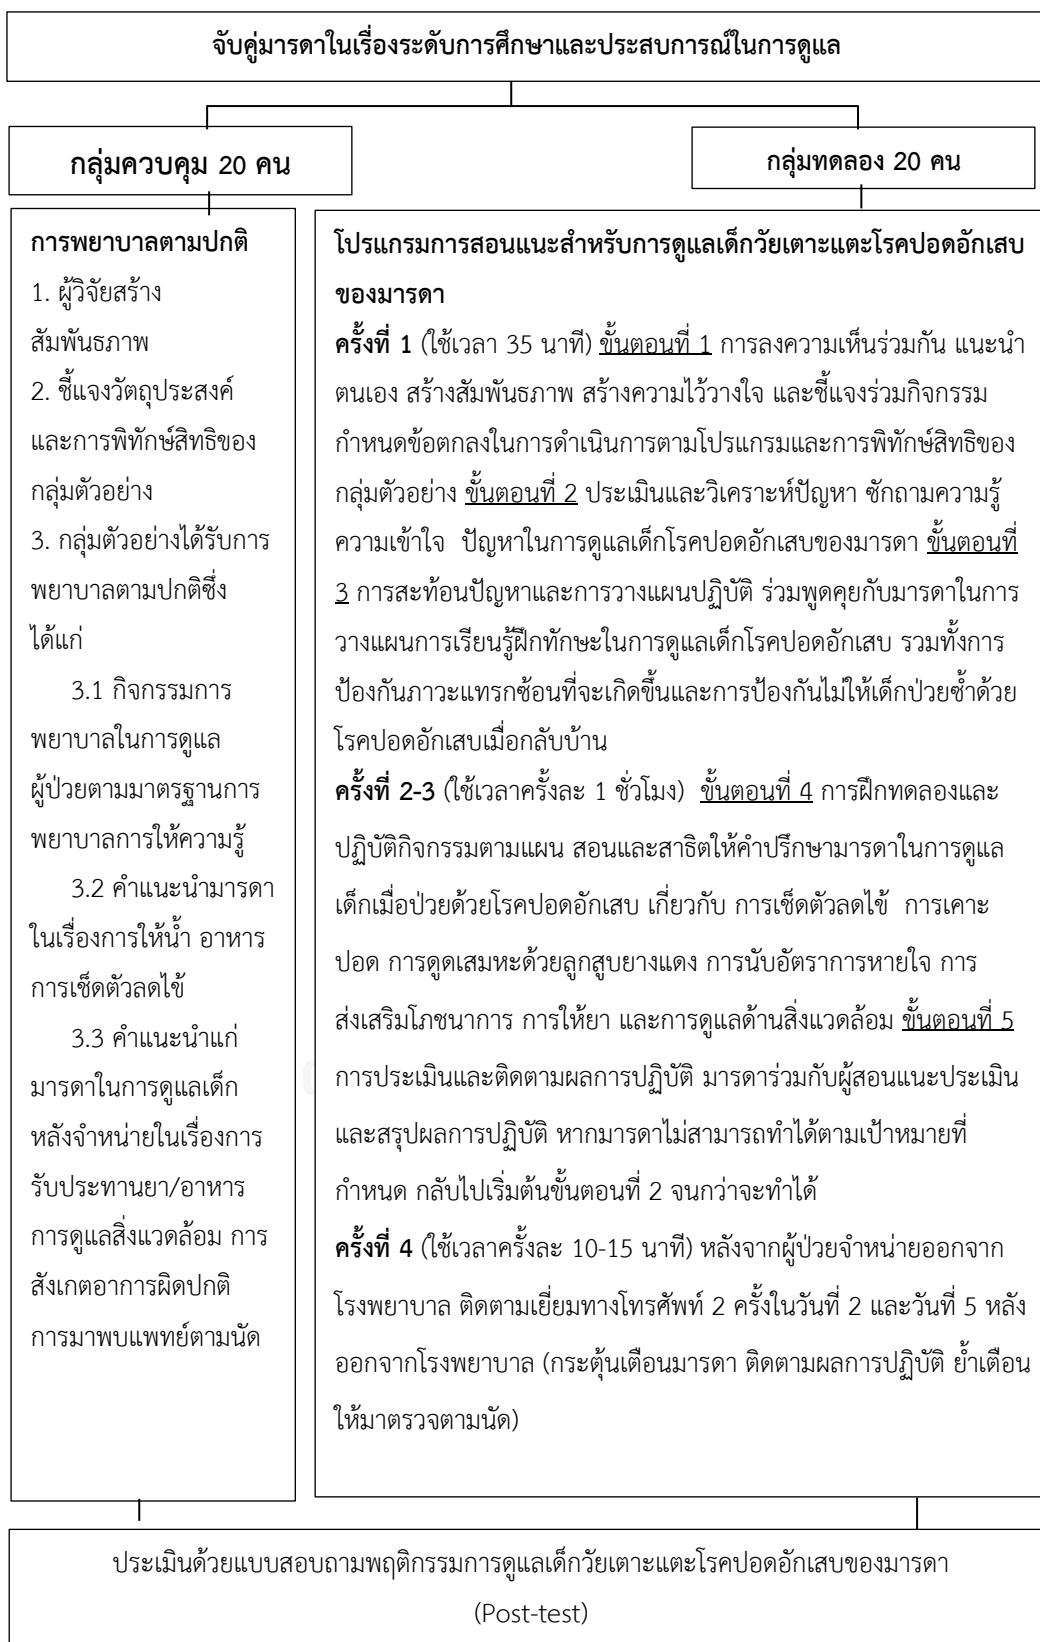 จับคู่มารดาในเรื่องระดับการศึกษาและประสบการณ์ในการดูแล
กลุ่มควบคุม 20 คน
กลุ่มทดลอง 20 คน
การพยาบาลตามปกติ
1. ผู้วิจัยสร้าง
สัมพันธภาพ
2. ชี้แจงวัตถุประสงค์
และการพิทักษ์สิทธิของ
กลุ่มตัวอย่าง
3. กลุ่มตัวอย่างได้รับการ
พยาบาลตามปกติซึ่ง
ได้แก่
3.1 กิจกรรมการ
พยาบาลในการดูแล
ผู้ป่วยตามมาตรฐานการ
พยาบาลการให้ความรู้
3.2 คำแนะนำมารดา
ในเรื่องการให้น้ำ อาหาร
การเช็ดตัวลดไข้
3.3 คำแนะนำแก่
มารดาในการดูแลเด็ก
หลังจำหน่ายในเรื่องการ
รับประทานยา/อาหาร
การดูแลสิ่งแวดล้อม การ
สังเกตอาการผิดปกติ
การมาพบแพทย์ตามนัด
โปรแกรมการสอนแนะสำหรับการดูแลเด็กวัยเตาะแตะโรคปอดอักเสบ
ของมารดา
ครั้งที่ 1 (ใช้เวลา 35 นาที) ขั้นตอนที่ 1 การลงความเห็นร่วมกัน แนะนำ
ตนเอง สร้างสัมพันธภาพ สร้างความไว้วางใจ และชี้แจงร่วมกิจกรรม
กำหนดข้อตกลงในการดำเนินการตามโปรแกรมและการพิทักษ์สิทธิของ
กลุ่มตัวอย่าง ขั้นตอนที่ 2 ประเมินและวิเคราะห์ปัญหา ซักถามความรู้
ความเข้าใจ ปัญหาในการดูแลเด็กโรคปอดอักเสบของมารดา ขั้นตอนที่
3 การสะท้อนปัญหาและการวางแผนปฏิบัติ ร่วมพูดคุยกับมารดาในการ
วางแผนการเรียนรู้ฝึกทักษะในการดูแลเด็กโรคปอดอักเสบ รวมทั้งการ
ป้องกันภาวะแทรกซ้อนที่จะเกิดขึ้นและการป้องกันไม่ให้เด็กป่วยซ้ำด้วย
โรคปอดอักเสบเมื่อกลับบ้าน
ครั้งที่ 2-3 (ใช้เวลาครั้งละ 1 ชั่วโมง) ขั้นตอนที่ 4 การฝึกทดลองและ
ปฏิบัติกิจกรรมตามแผน สอนและสาธิตให้คำปรึกษามารดาในการดูแล
เด็กเมื่อป่วยด้วยโรคปอดอักเสบ เกี่ยวกับ การเช็ดตัวลดไข้ การเคาะ
ปอด การดูดเสมหะด้วยลูกสูบยางแดง การนับอัตราการหายใจ การ
ส่งเสริมโภชนาการ การให้ยา และการดูแลด้านสิ่งแวดล้อม ขั้นตอนที่ 5
การประเมินและติดตามผลการปฏิบัติ มารดาร่วมกับผู้สอนแนะประเมิน
และสรุปผลการปฏิบัติ หากมารดาไม่สามารถทำได้ตามเป้าหมายที่
กำหนด กลับไปเริ่มต้นขั้นตอนที่ 2 จนกว่าจะทำได้
ครั้งที่ 4 (ใช้เวลาครั้งละ 10-15 นาที) หลังจากผู้ป่วยจำหน่ายออกจาก
โรงพยาบาล ติดตามเยี่ยมทางโทรศัพท์ 2 ครั้งในวันที่ 2 และวันที่ 5 หลัง
ออกจากโรงพยาบาล (กระตุ้นเตือนมารดา ติดตามผลการปฏิบัติ ย้ำเตือน
ให้มาตรวจตามนัด)
ประเมินด้วยแบบสอบถามพฤติกรรมการดูแลเด็กวัยเตาะแตะโรคปอดอักเสบของมารดา
(Post-test)